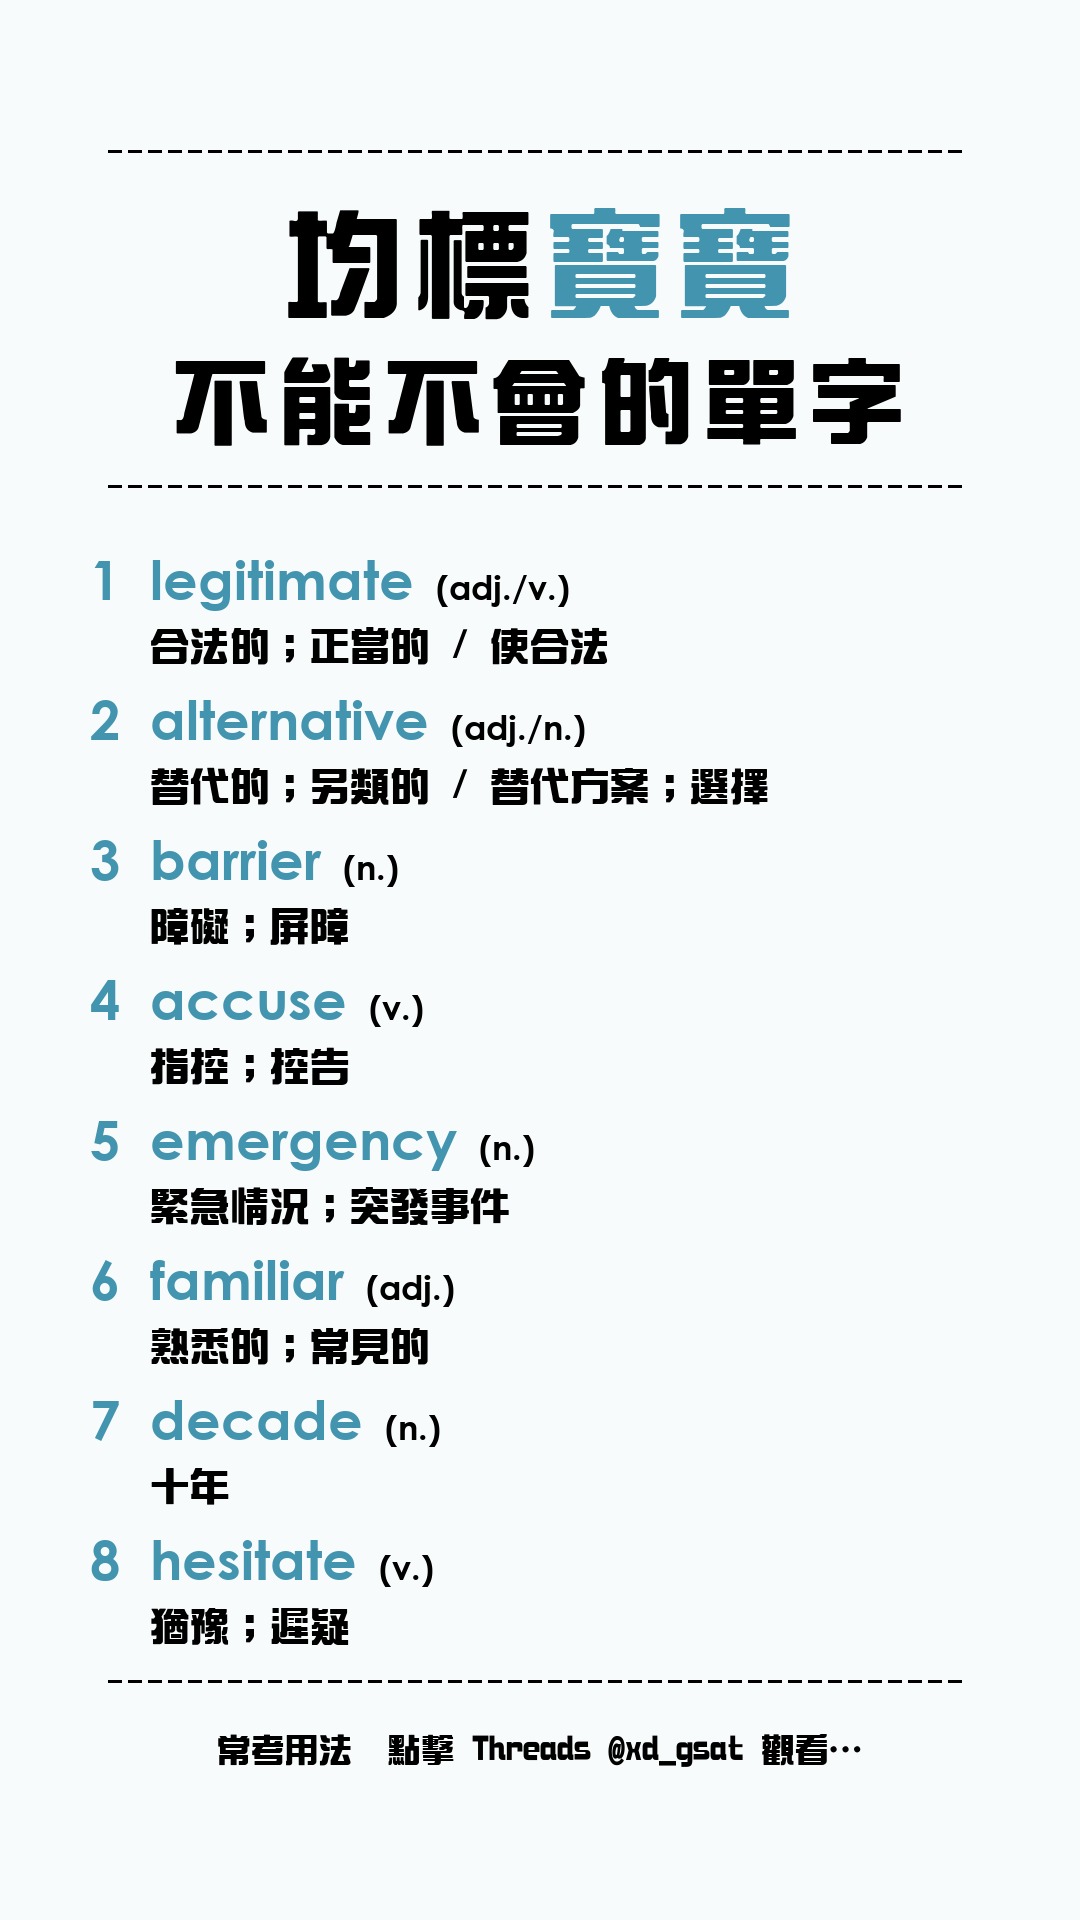 均標寶寶
不能不會的單字
1 legitimate (adj./v.)
合法的；正當的 / 使合法
2 alternative (adj./n.)
替代的；另類的 / 替代方案；選擇
3 barrier (n.)
障礙；屏障
4 accuse (v.)
指控；控告
5 emergency (n.)
緊急情況；突發事件
6 familiar (adj.)
熟悉的；常見的
7 decade (n.)
十年
8 hesitate (v.)
猶豫；遲疑
常考用法 點擊 Threads @xd_gsat 觀看…